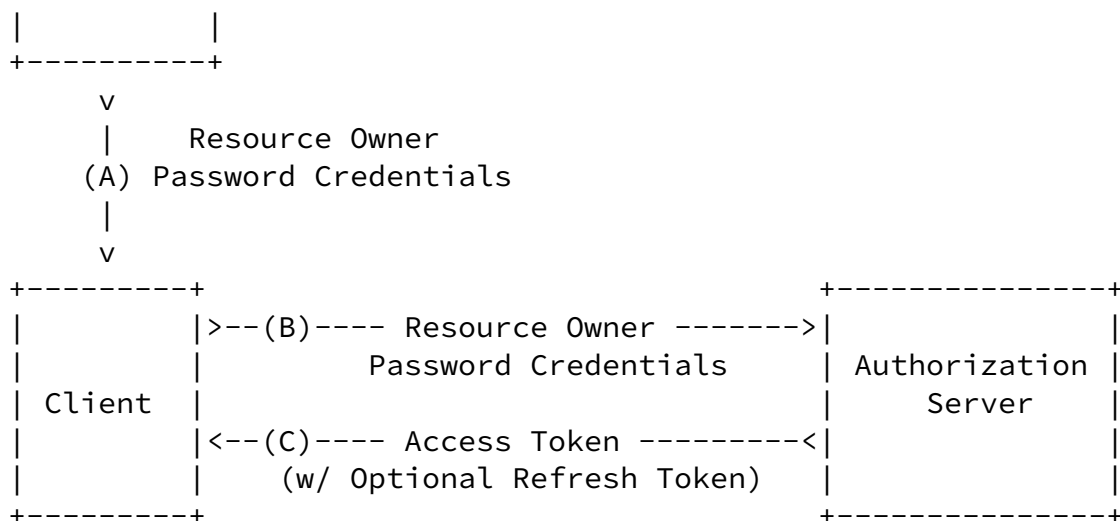 |          |
+----------+
v
|    Resource Owner
(A) Password Credentials
|
v
+---------+                                  +---------------+
|         |>--(B)---- Resource Owner ------->|               |
|         |         Password Credentials     | Authorization |
| Client  |                                  |     Server    |
|         |<--(C)---- Access Token ---------<|               |
|         |    (w/ Optional Refresh Token)   |               |
+---------+                                  +---------------+